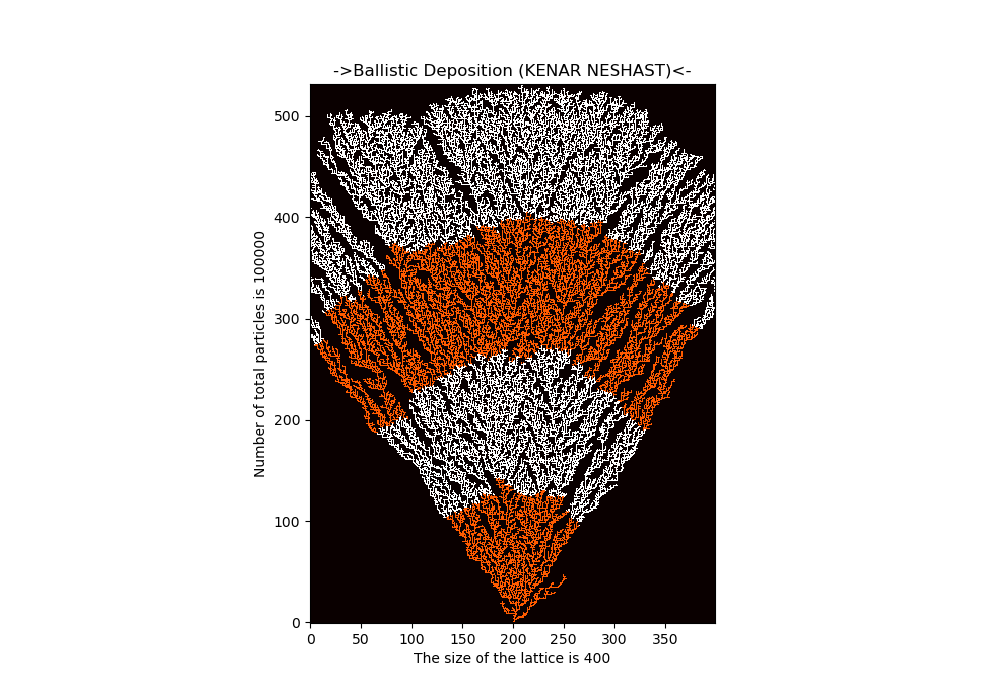 ->Ballistic Deposition (KENAR NESHAST)<-
500
400
300
200
100
0
Number of total particles is 1000000
0 50 100 150 200 250 300 350
The size of the lattice is 400